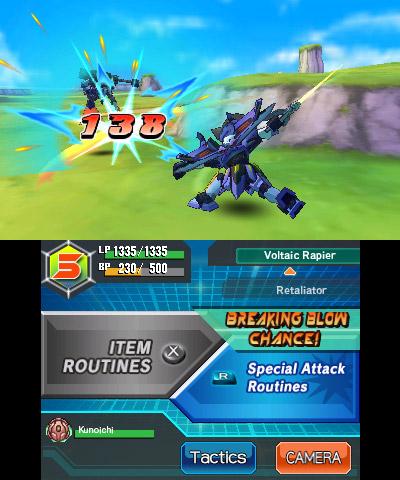 138
5
LP 1335/1335
BP 230/ 500
Voltaic Rapier
Retaliator
BREAKING BLOW
CHANCE!
ITEM
ROUTINES
X
R
Special Attack
Routines
Kunoichi
Tactics
CAMERA